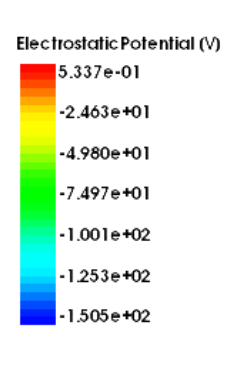 Electrostatic Potential (V)
5.337e-01
-2.463e+01
-4.980e+01
-7.497e+01
-1.001e+02
-1.253e+02
-1.505e+02